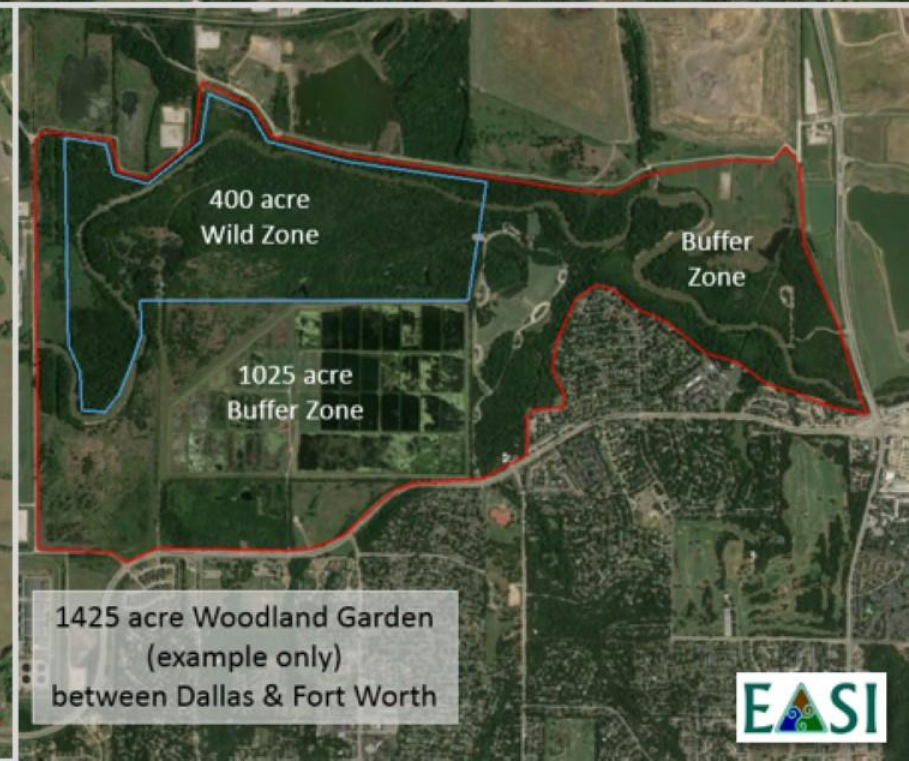 400 acre
Wild Zone
Buffer
Zone
1025 acre
Buffer Zone
1425 acre Woodland Garden
(example only)
between Dallas & Fort Worth
EASI